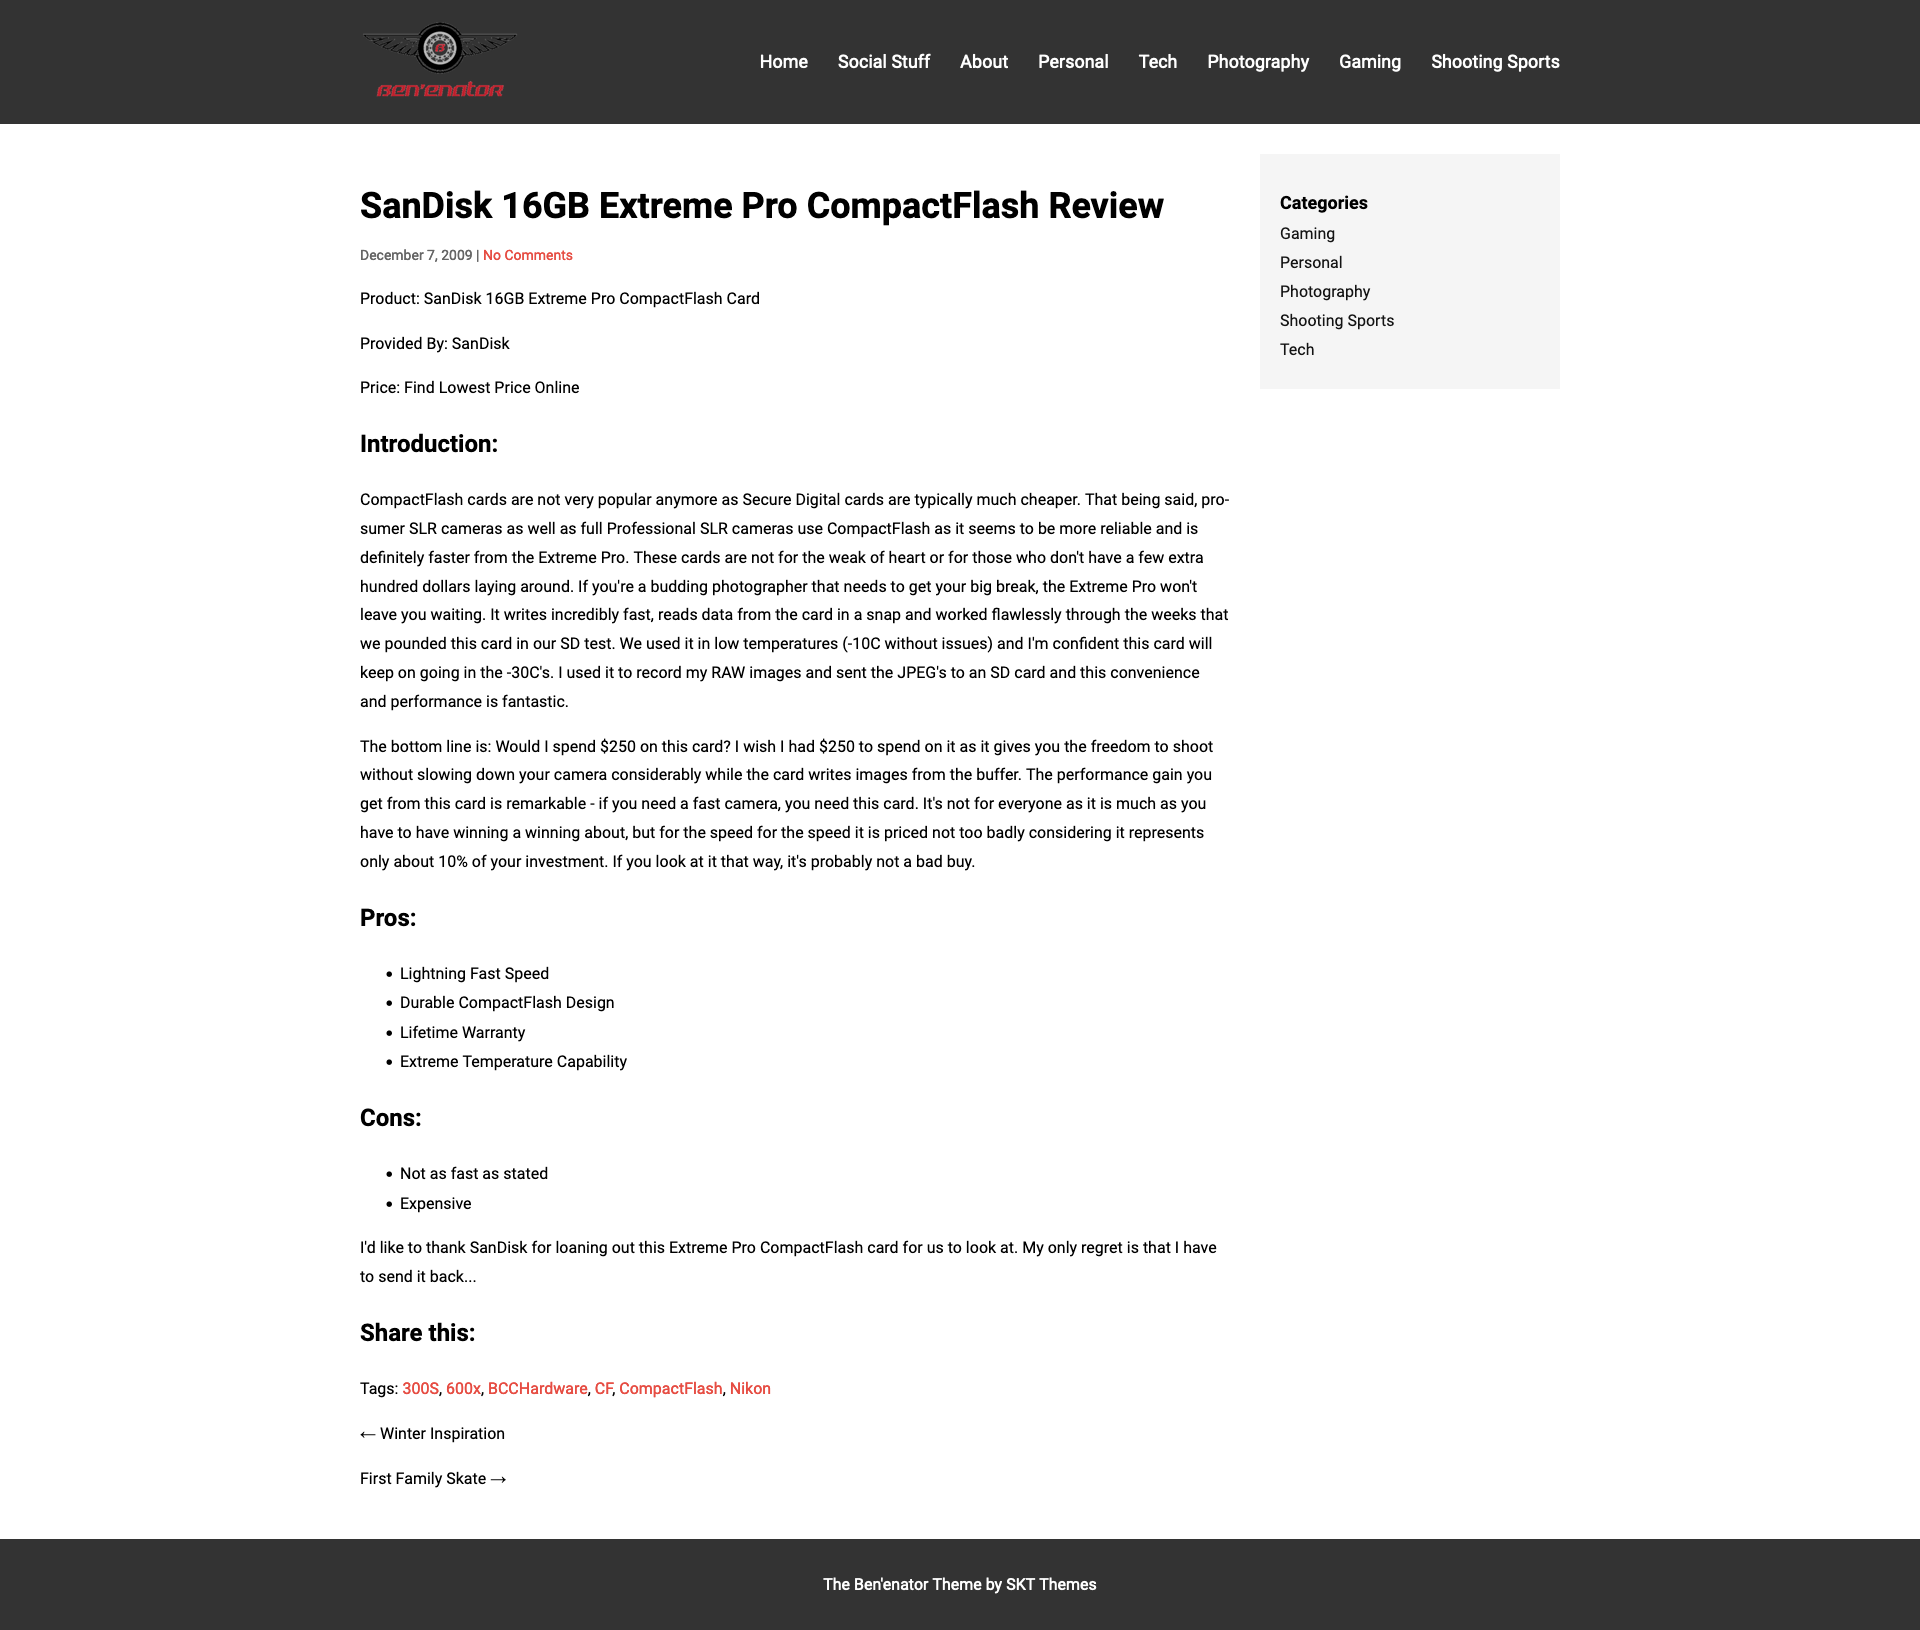 BEN'ENATOR
Home Social Stuff About Personal Tech Photography Gaming Shooting Sports
SanDisk 16GB Extreme Pro CompactFlash Review
December 7, 2009 | No Comments
Product: SanDisk 16GB Extreme Pro CompactFlash Card
Provided By: SanDisk
Price: Find Lowest Price Online
Introduction:
CompactFlash cards are not very popular anymore as Secure Digital cards are typically much cheaper. That being said, pro-
sumer SLR cameras as well as full Professional SLR cameras use CompactFlash as it seems to be more reliable and is
definitely faster from the Extreme Pro. These cards are not for the weak of heart or for those who don't have a few extra
hundred dollars laying around. If you're a budding photographer that needs to get your big break, the Extreme Pro won't
leave you waiting. It writes incredibly fast, reads data from the card in a snap and worked flawlessly through the weeks that
we pounded this card in our SD test. We used it in low temperatures (-10C without issues) and I'm confident this card will
keep on going in the -30C's. I used it to record my RAW images and sent the JPEG's to an SD card and this convenience
and performance is fantastic.
The bottom line is: Would I spend $250 on this card? I wish I had $250 to spend on it as it gives you the freedom to shoot
without slowing down your camera considerably while the card writes images from the buffer. The performance gain you
get from this card is remarkable - if you need a fast camera, you need this card. It's not for everyone as it is much as you
have to have winning a winning about, but for the speed for the speed it is priced not too badly considering it represents
only about 10% of your investment. If you look at it that way, it's probably not a bad buy.
Pros:
• Lightning Fast Speed
• Durable CompactFlash Design
• Lifetime Warranty
• Extreme Temperature Capability
Cons:
• Not as fast as stated
• Expensive
I'd like to thank SanDisk for loaning out this Extreme Pro CompactFlash card for us to look at. My only regret is that I have
to send it back...
Share this:
Tags: 300S, 600x, BCCHardware, CF, CompactFlash, Nikon
← Winter Inspiration
First Family Skate →
Categories
Gaming
Personal
Photography
Shooting Sports
Tech
The Ben'enator Theme by SKT Themes